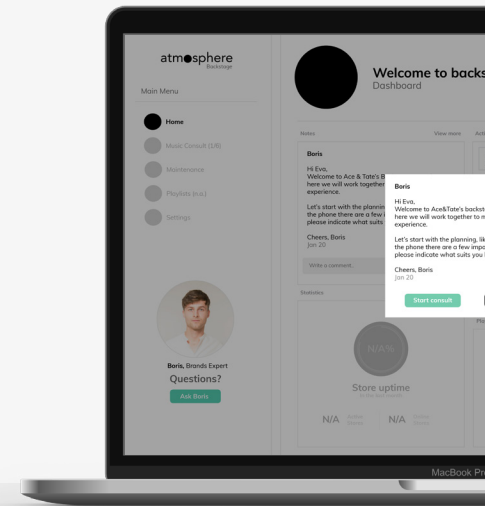 atmosphere
Backstage
Main Menu
Home
Music Consult (1/6)
Maintenance
Playlists (n.a.)
Settings
Boris, Brands Expert
Questions?
Ask Boris
Welcome to backs
Dashboard
Notes
View more
Acti
Boris
Hi Eva,
Welcome to Ace & Tate's B
here we will work together
experience.
Let's start with the plannin
the phone there are a few i
please indicate what suits
Cheers, Boris
Jan 20
Write a comment...
Boris
Hi Eva,
Welcome to Ace&Tate's backst
here we will work together to m
experience.
Let's start with the planning, lik
the phone there are a few impo
please indicate what suits you
Cheers, Boris
Jan 20
Start consult
Statistics
N/A%
Store uptime
N/A
N/A
MacBook Pr